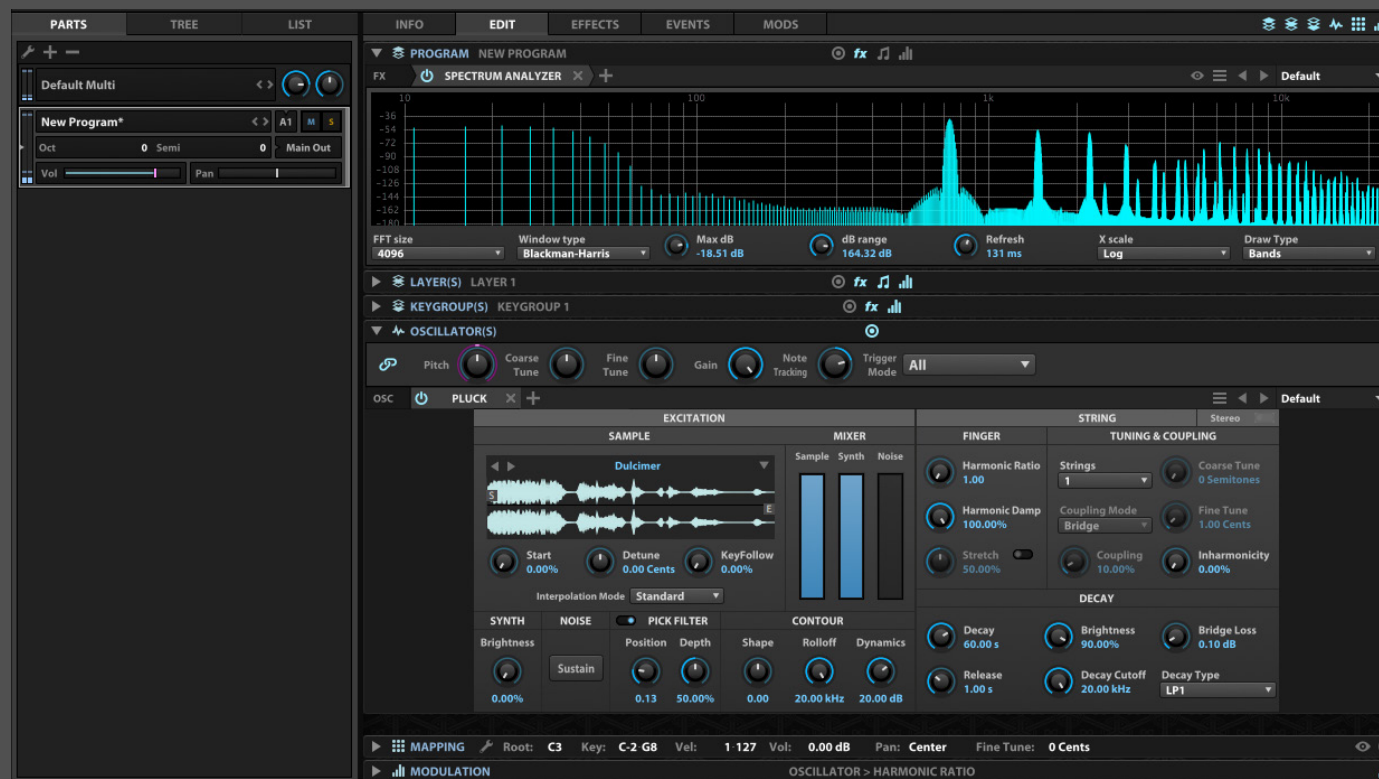 PARTS TREE LIST
INFO EDIT EFFECTS EVENTS MODS
Default Multi
New Program* A1 M S
Oct 0 Semi 0 Main Out
Vol Pan
PROGRAM NEW PROGRAM fx
FX SPECTRUM ANALYZER Default
10 100 1k 10k
-36
-54
-72
-90
-108
-126
-144
-162
-180
FFT size Window type Max dB dB range Refresh X scale Draw Type
4096 Blackman-Harris -18.51 dB 164.32 dB 131 ms Log Bands
LAYER(S) LAYER 1 fx
KEYGROUP(S) KEYGROUP 1 fx
OSCILLATOR(S)
Pitch Coarse Tune Fine Tune Gain Note Tracking Trigger Mode All
OSC PLUCK Default
EXCITATION
SAMPLE MIXER
Dulcimer
S
E
Sample Synth Noise
Start Detune KeyFollow
0.00% 0.00 Cents 0.00%
Interpolation Mode Standard
SYNTH NOISE PICK FILTER CONTOUR
Brightness Sustain Position Depth Shape Rolloff Dynamics
0.00% 0.13 50.00% 0.00 20.00 kHz 20.00 dB
STRING Stereo
FINGER TUNING & COUPLING
Harmonic Ratio Strings Coarse Tune
1.00 1 0 Semitones
Harmonic Damp Coupling Mode Fine Tune
100.00% Bridge 1.00 Cents
Stretch Coupling Inharmonicity
50.00% 10.00% 0.00%
DECAY
Decay Brightness Bridge Loss
60.00 s 90.00% 0.10 dB
Release Decay Cutoff Decay Type
1.00 s 20.00 kHz LP1
MAPPING Root: C3 Key: C-2 G8 Vel: 1-127 Vol: 0.00 dB Pan: Center Fine Tune: 0 Cents
MODULATION OSCILLATOR > HARMONIC RATIO